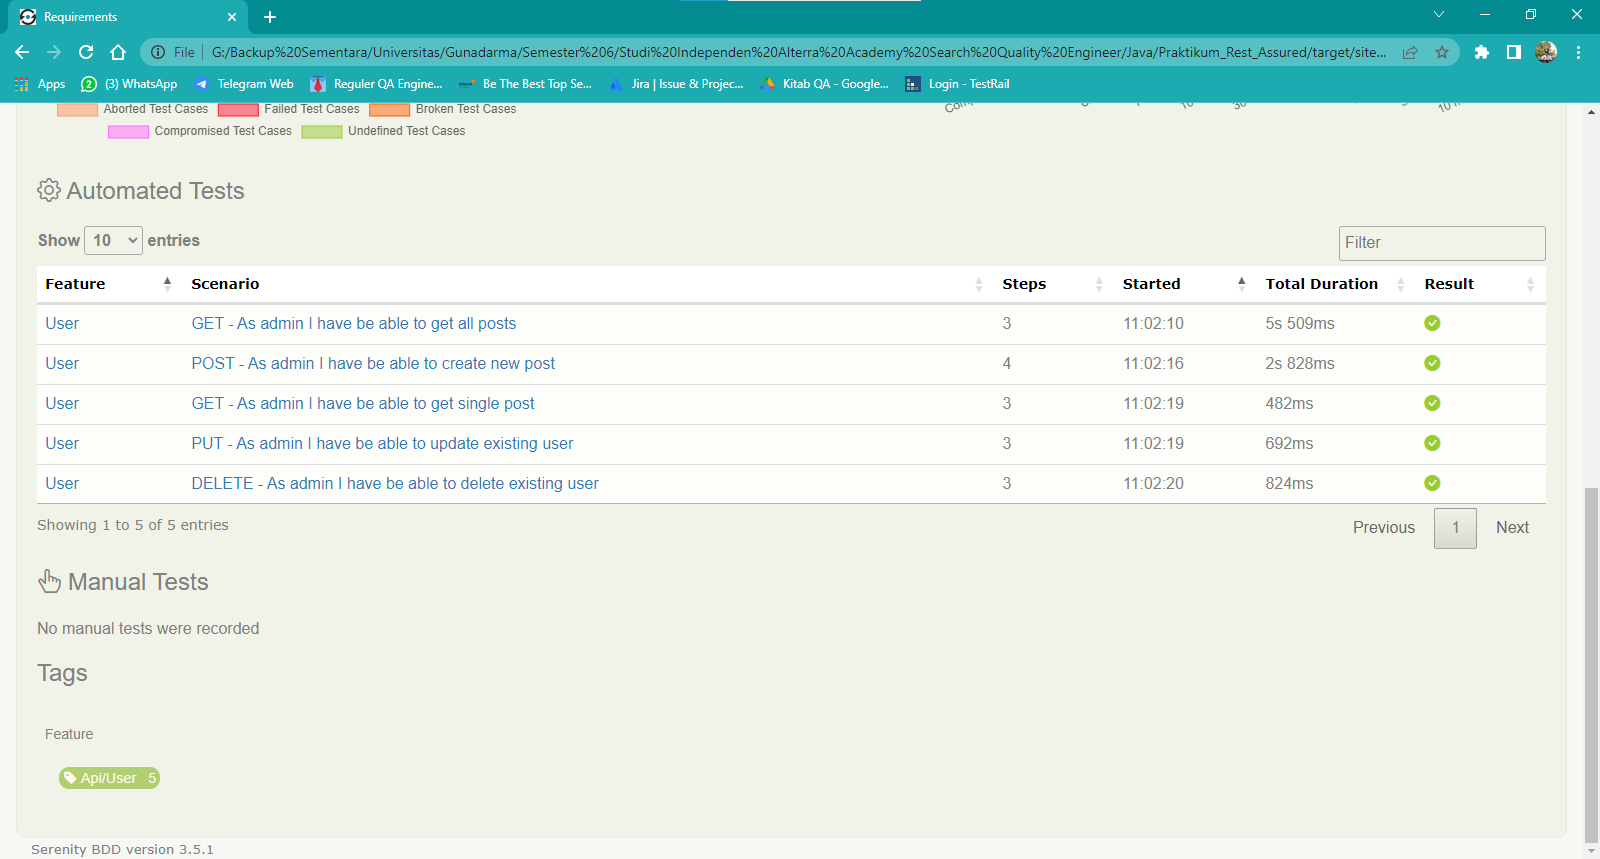 Requirements
File G:/Backup%20Sementara/Universitas/Gunadarma/Semester%206/Studi%20Independen%20Alterra%20Academy%20Search%20Quality%20Engineer/Java/Praktikum_Rest_Assured/target/site...
Apps (3) WhatsApp Telegram Web Reguler QA Engine... Be The Best Top Se... Jira | Issue & Projec... Kitab QA - Google... Login - TestRail
Aborted Test Cases Failed Test Cases Broken Test Cases
Compromised Test Cases Undefined Test Cases
Automated Tests
Show 10 entries Filter
Feature Scenario Steps Started Total Duration Result
User GET - As admin I have be able to get all posts 3 11:02:10 5s 509ms
User POST - As admin I have be able to create new post 4 11:02:16 2s 828ms
User GET - As admin I have be able to get single post 3 11:02:19 482ms
User PUT - As admin I have be able to update existing user 3 11:02:19 692ms
User DELETE - As admin I have be able to delete existing user 3 11:02:20 824ms
Showing 1 to 5 of 5 entries Previous 1 Next
Manual Tests
No manual tests were recorded
Tags
Feature
Api/User 5
Serenity BDD version 3.5.1